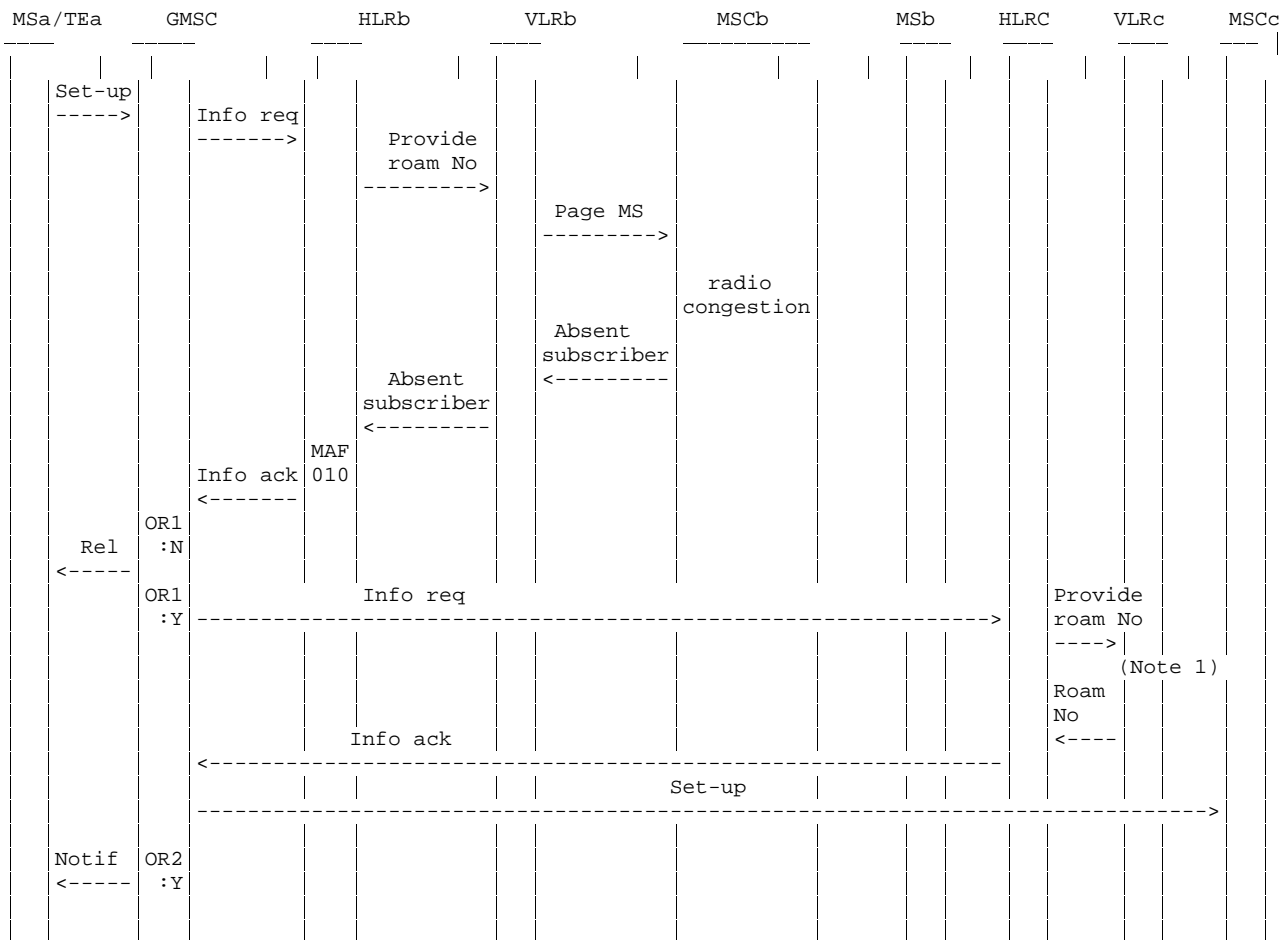 MSa/TEa GMSC HLRb VLRb MSCb MSb HLRC VLRc MSCc
Set-up
-----> Info req
-------> Provide
roam No
--------->
Page MS
--------->
radio
congestion
Absent
subscriber
Absent <---------
subscriber
<---------
MAF
Info ack 010
<-------
OR1
Rel :N
<-----
OR1 Info req Provide
:Y -------------------------------------------------------------> roam No
---->
(Note 1)
Roam
No
Info ack <----
<-------------------------------------------------------------
Set-up
------------------------------------------------------------------------------>
Notif OR2
<----- :Y